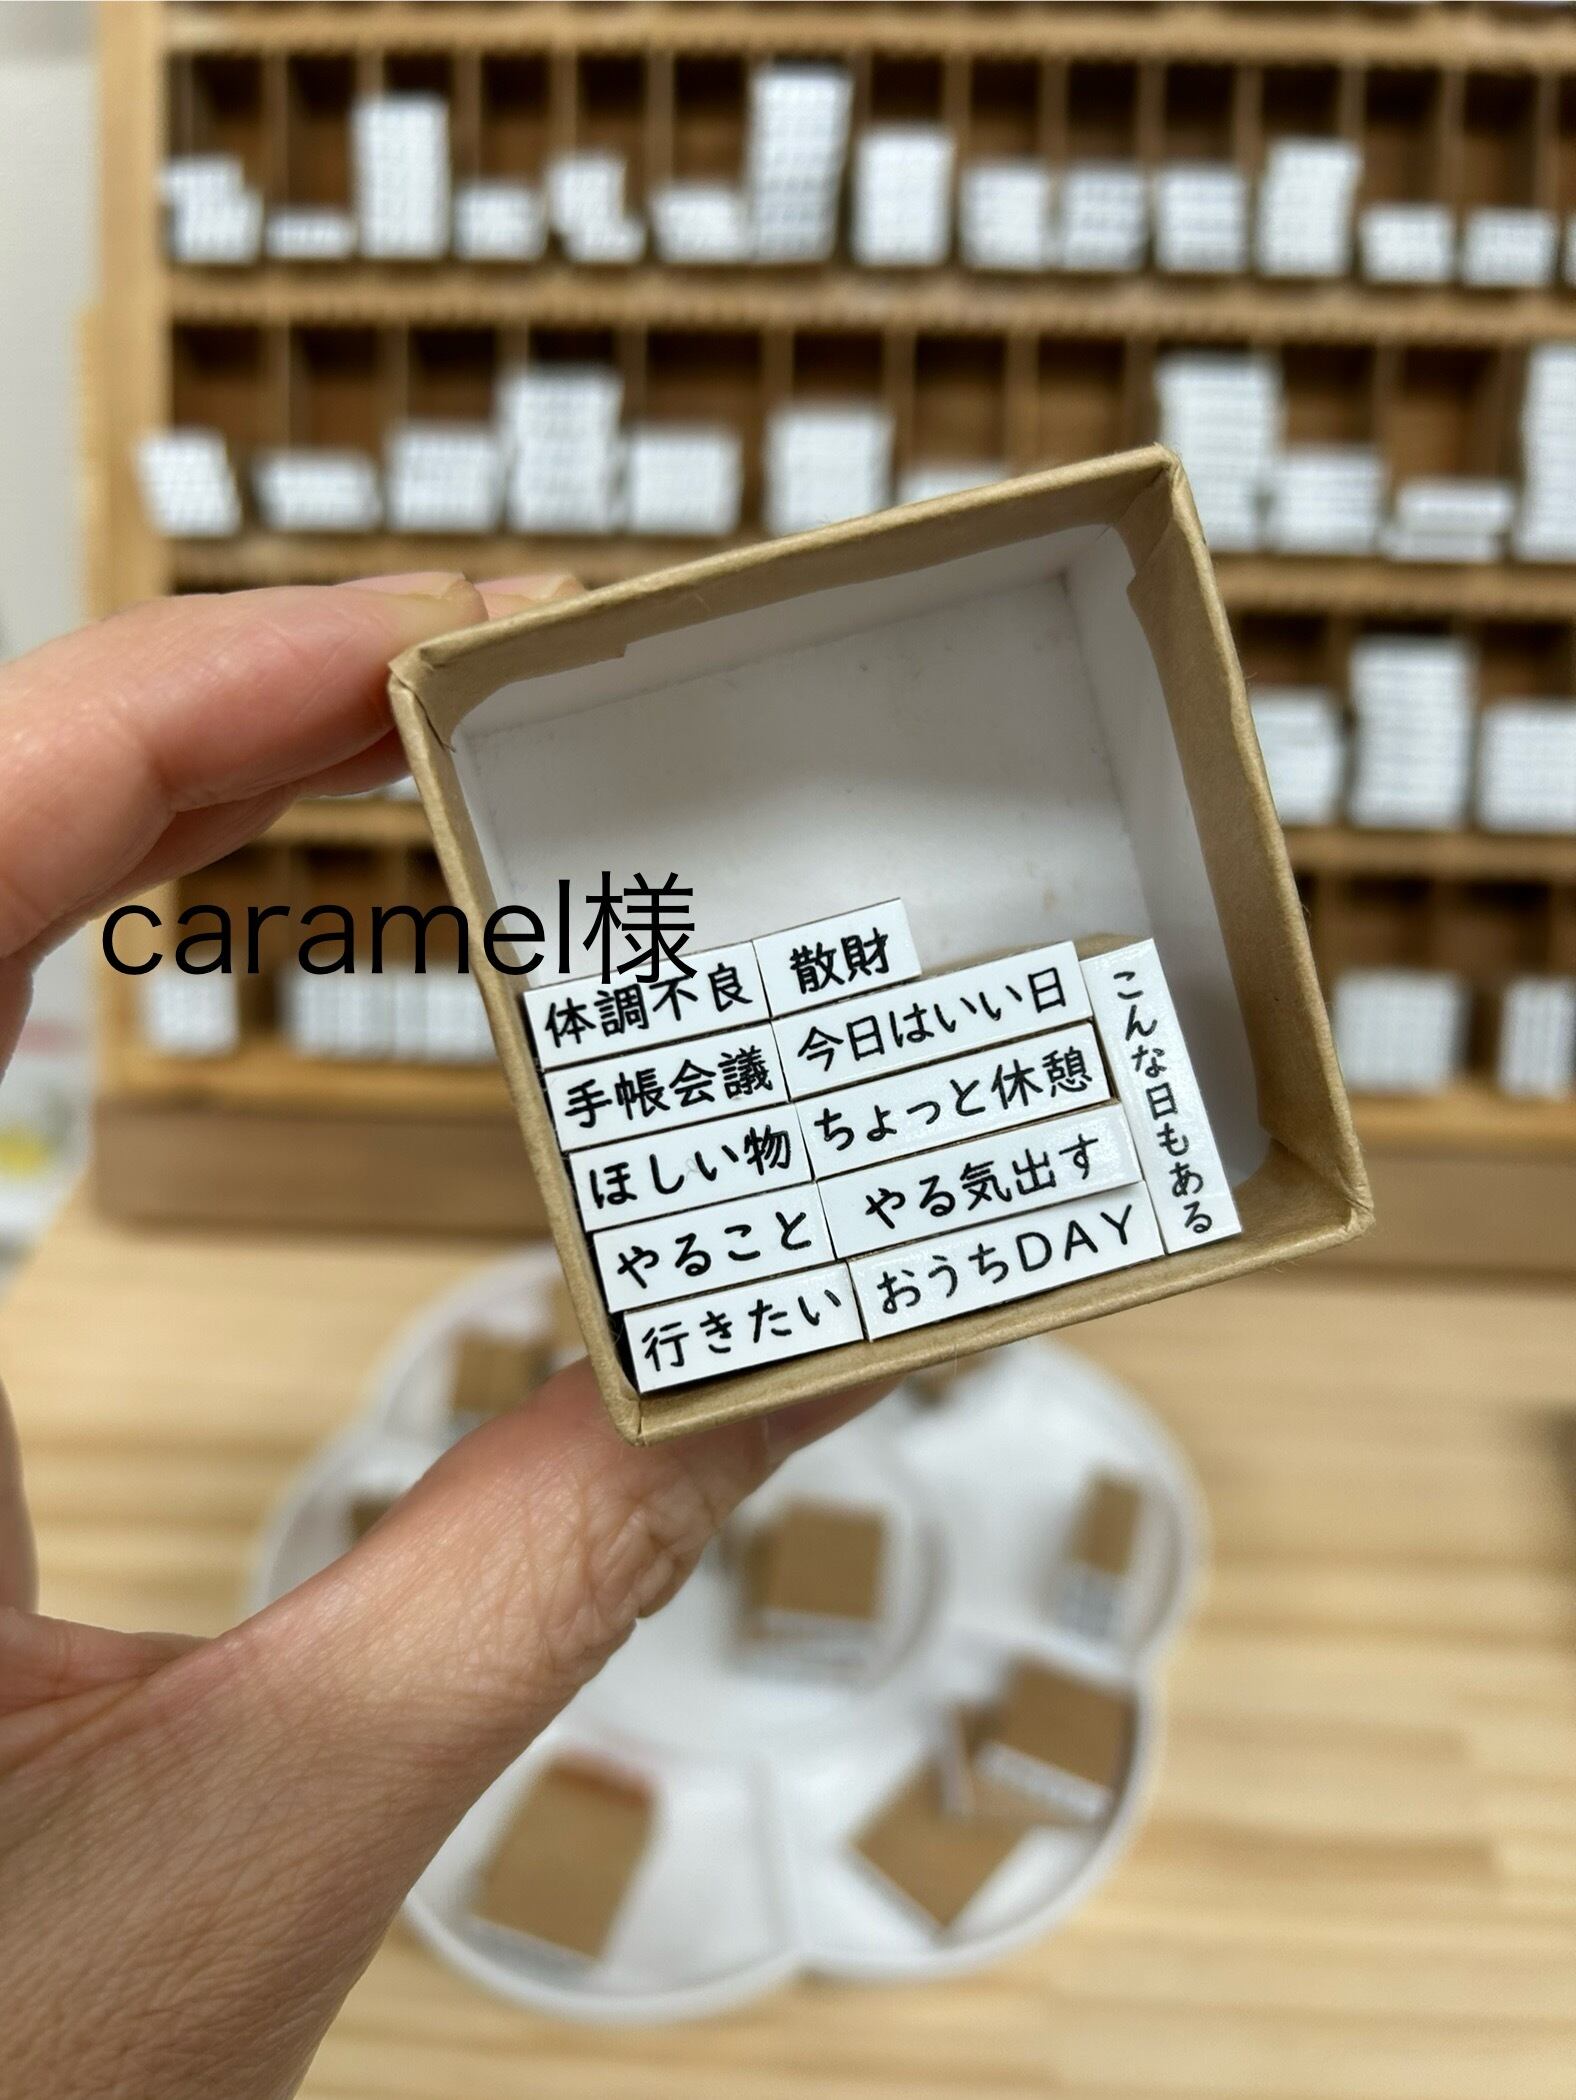 caramel様
体調不良
散財
手帳会議
今日はいい日
ほしい物
ちょっと休憩
やること
やる気出す
行きたい
おうちDAY
こんな日もある